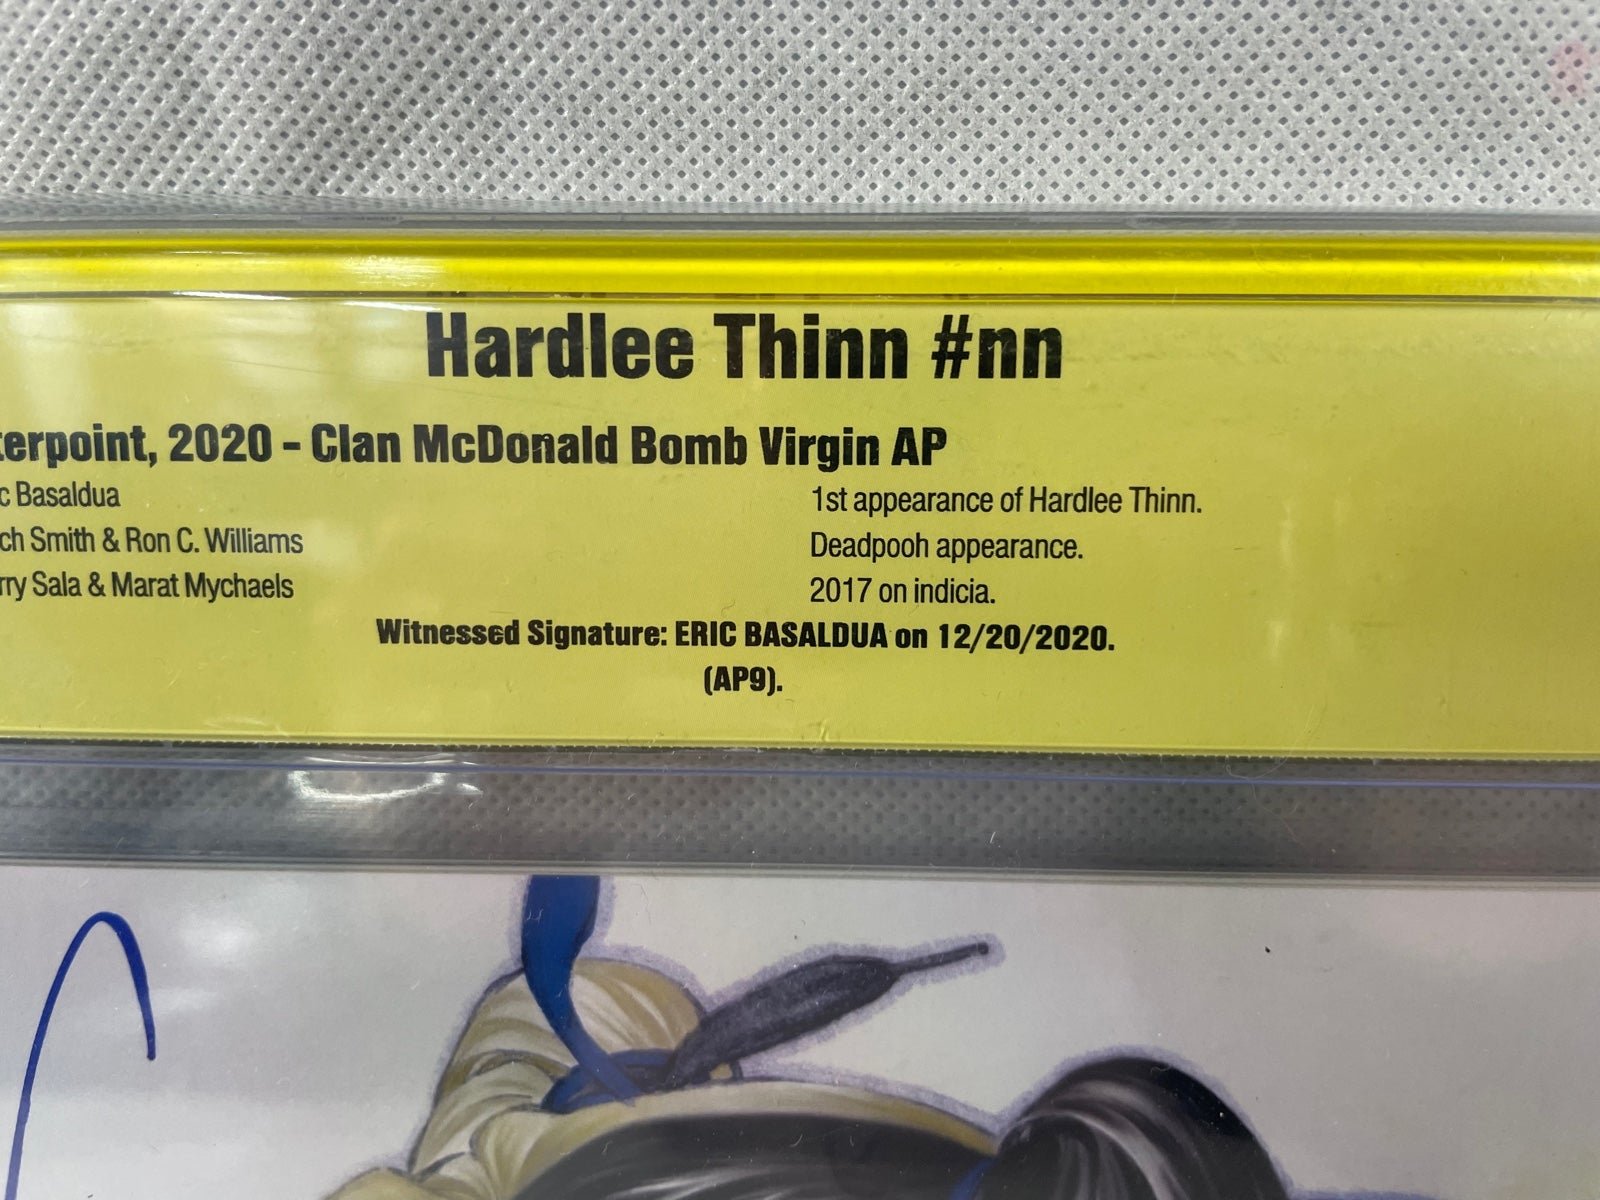 Hardlee Thinn #nn
terpoint, 2020 - Clan McDonald Bomb Virgin AP
c Basaldua
ch Smith & Ron C. Williams
rry Sala & Marat Mychaels
1st appearance of Hardlee Thinn.
Deadpooh appearance.
2017 on indicia.
Witnessed Signature: ERIC BASALDUA on 12/20/2020.
(AP9).